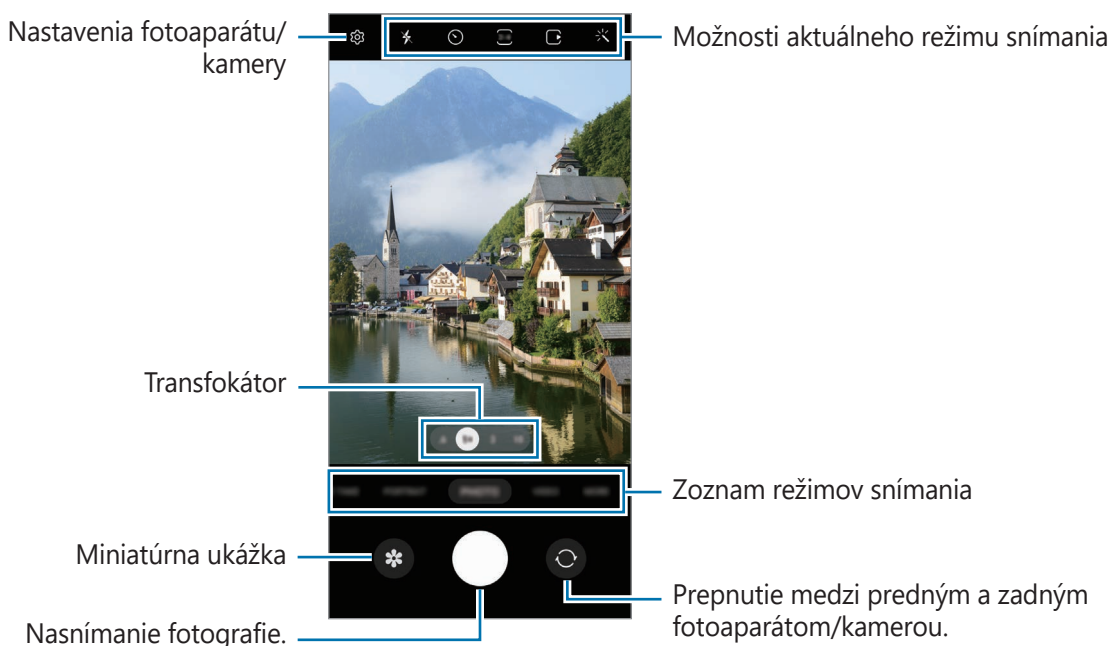 Nastavenia fotoaparátu/
kamery
Možnosti aktuálneho režimu snímania
Transfokátor
Zoznam režimov snímania
Miniatúrna ukážka
Prepnutie medzi predným a zadným
fotoaparátom/kamerou.
Nasnímanie fotografie.